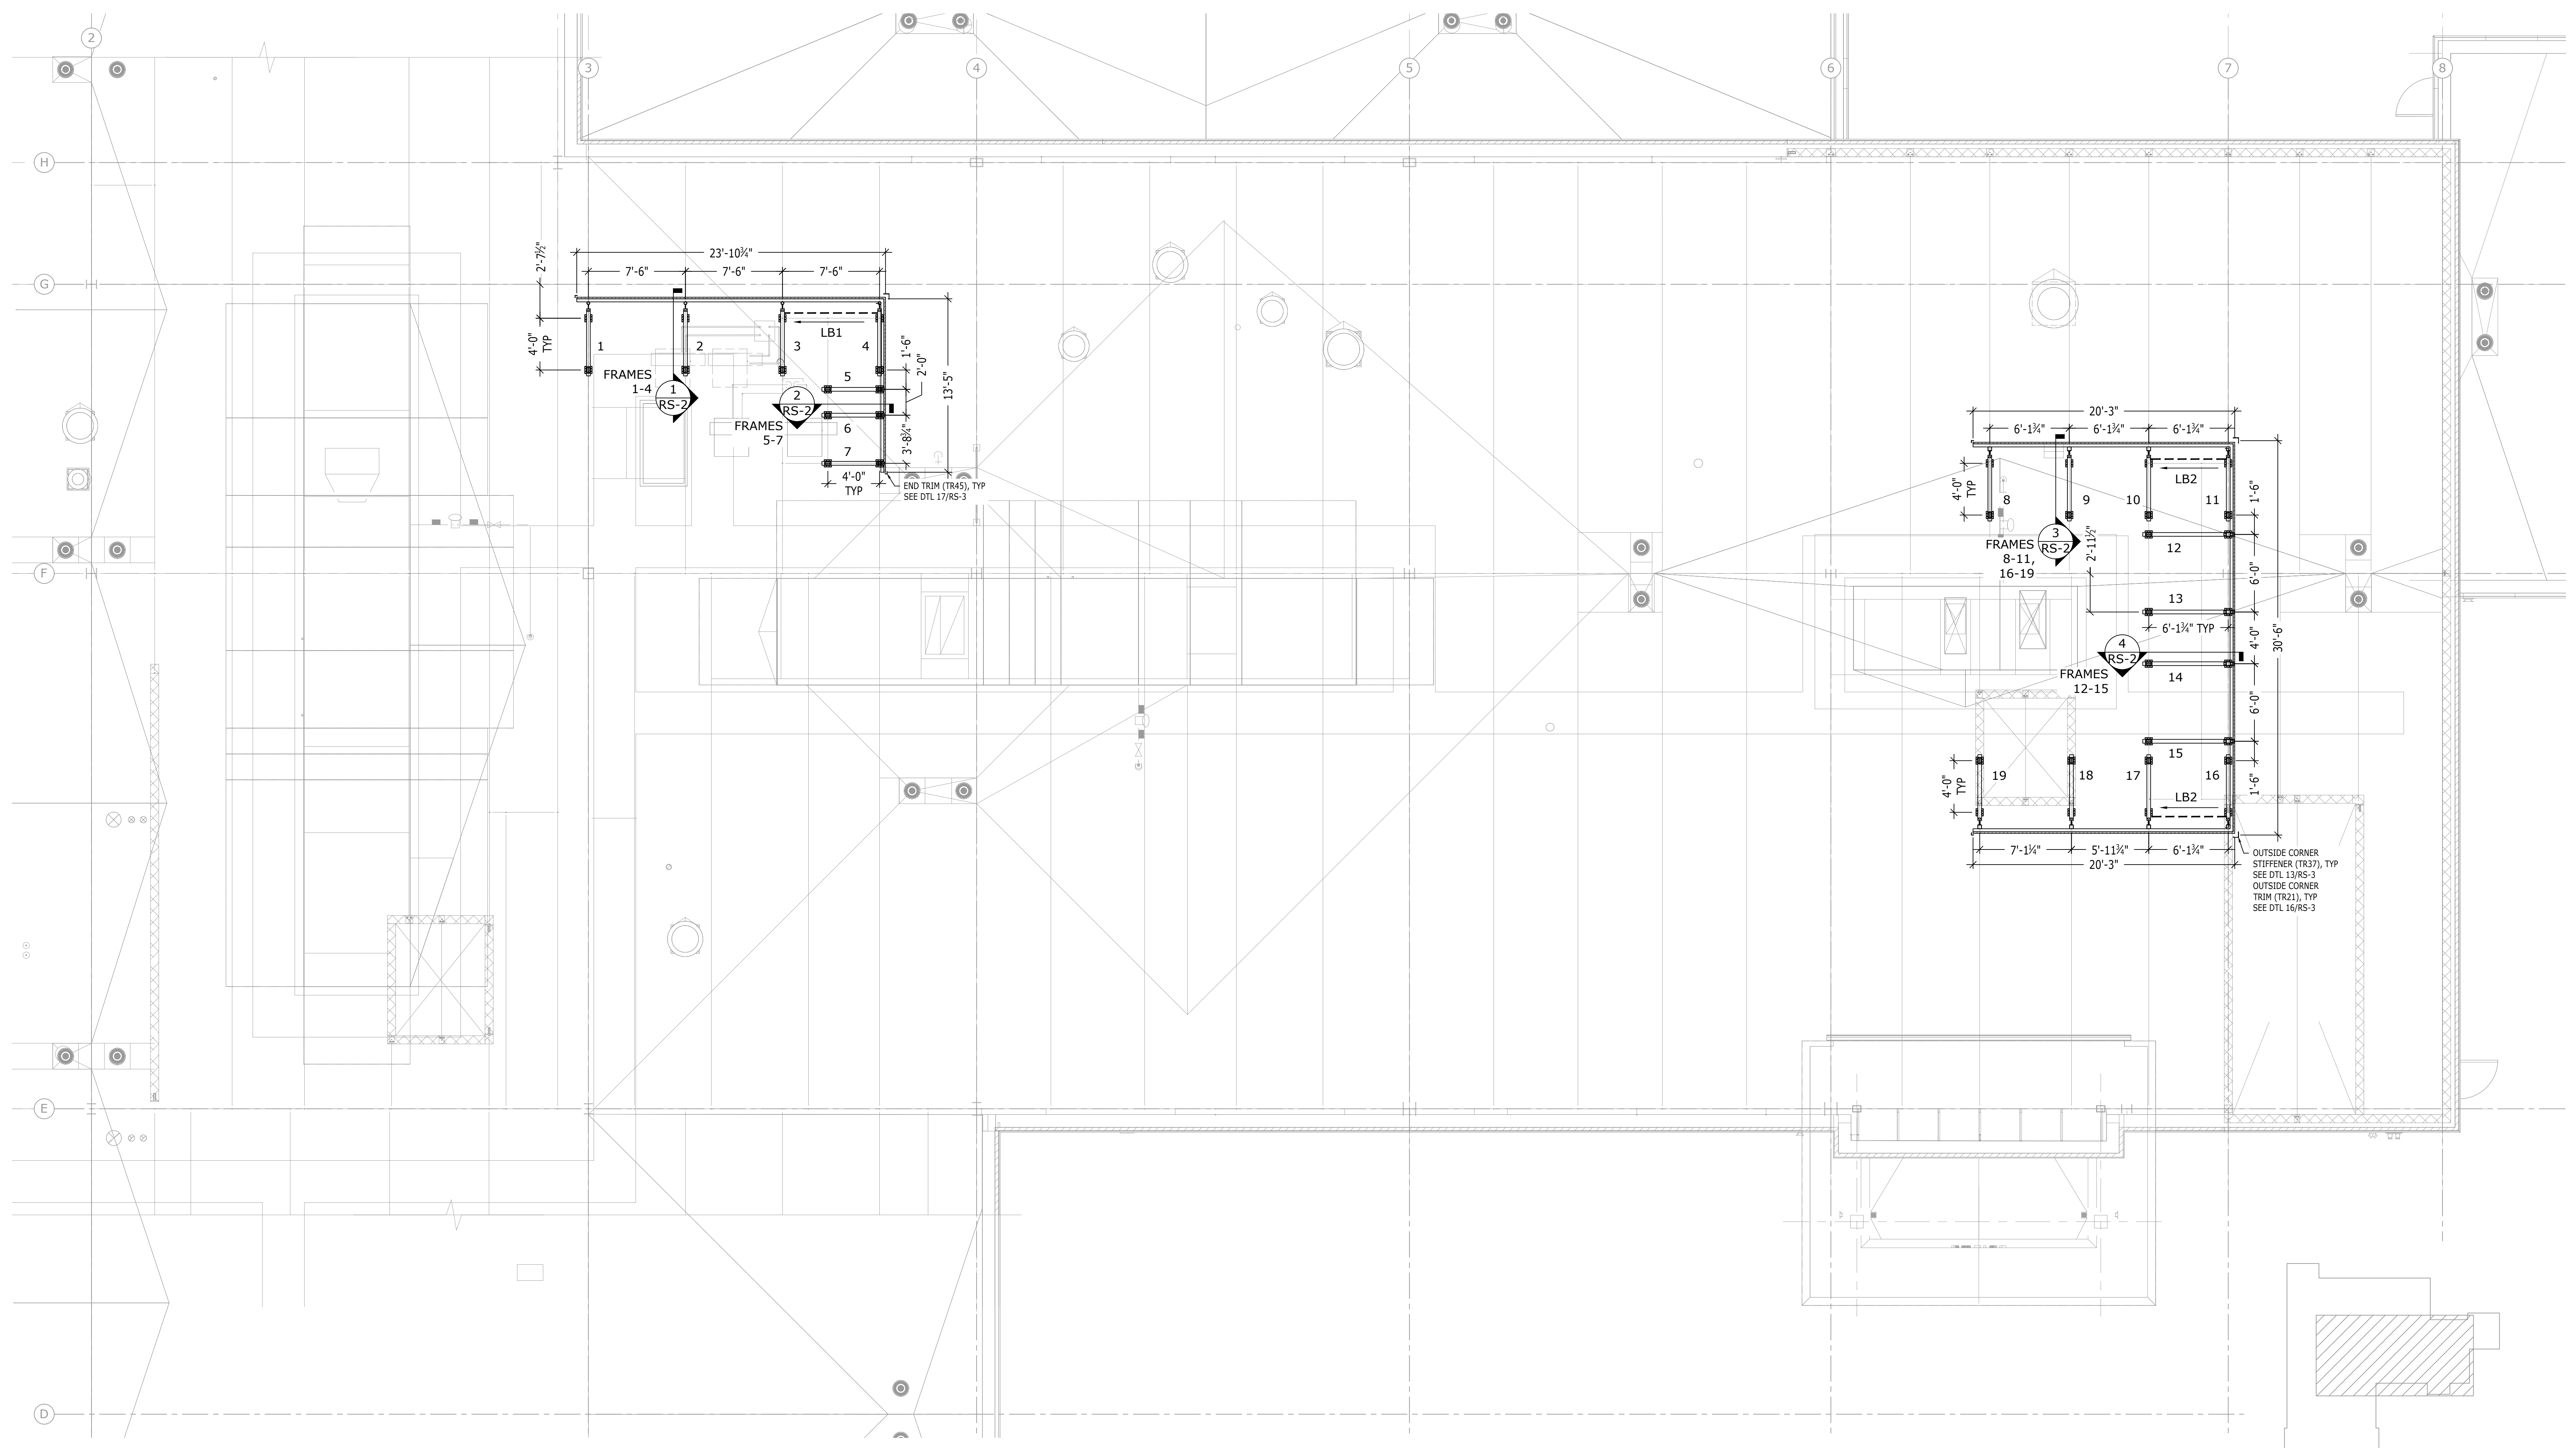 2
3
4
5
6
7
8
H
G
F
E
D
23'-10¾"
7'-6"
7'-6"
7'-6"
2'-7½"
4'-0"
TYP
1
2
3
4
LB1
FRAMES
1-4
1
RS-2
2
RS-2
FRAMES
5-7
5
6
7
1'-6"
2'-0"
3'-8¾"
13'-5"
4'-0"
TYP
END TRIM (TR45), TYP
SEE DTL 17/RS-3
20'-3"
6'-1¾"
6'-1¾"
6'-1¾"
LB2
4'-0"
TYP
8
9
10
11
1'-6"
3
RS-2
FRAMES
8-11,
16-19
2'-11½"
12
6'-0"
13
6'-1¾" TYP
4'-0"
30'-6"
4
RS-2
FRAMES
12-15
14
6'-0"
15
19
18
17
16
4'-0"
TYP
1'-6"
LB2
7'-1¼"
5'-11¾"
6'-1¾"
20'-3"
OUTSIDE CORNER
STIFFENER (TR37), TYP
SEE DTL 13/RS-3
OUTSIDE CORNER
TRIM (TR21), TYP
SEE DTL 16/RS-3